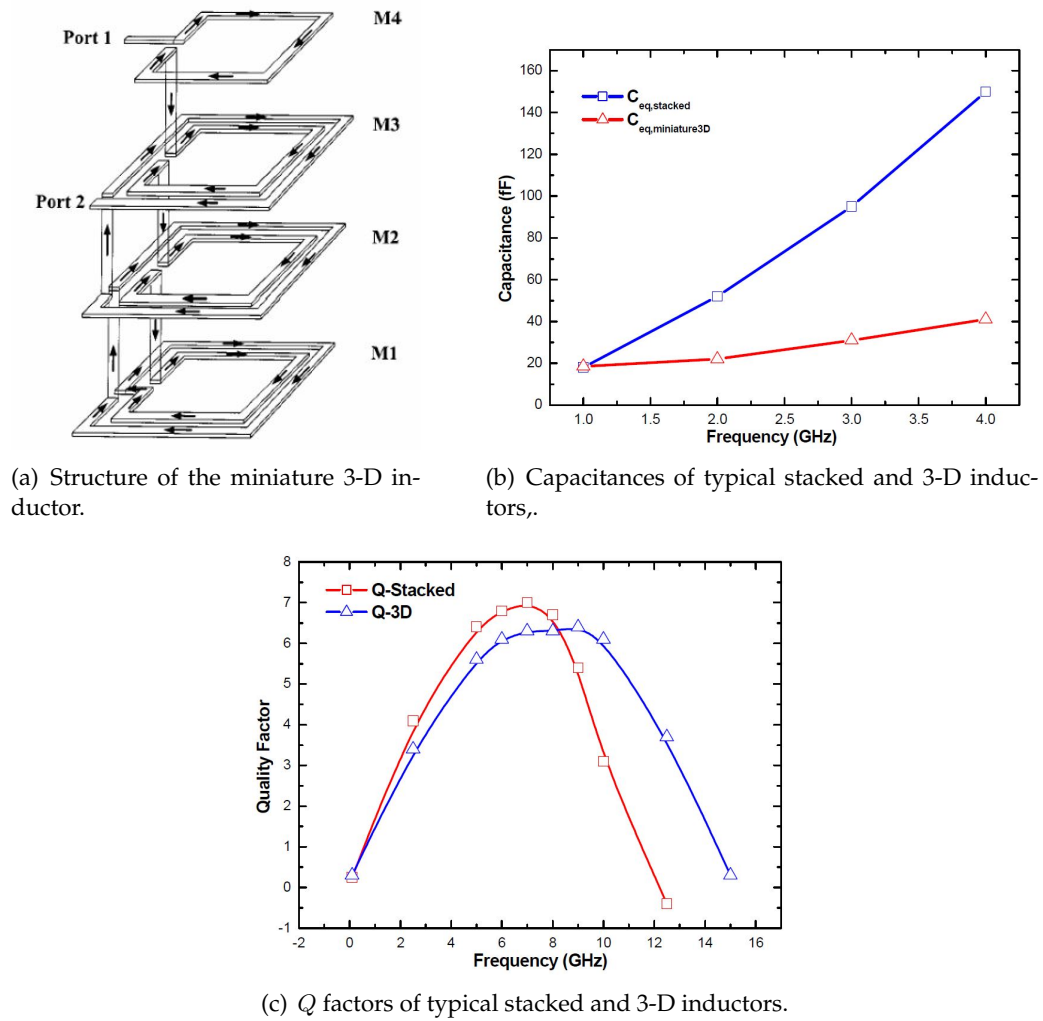 Port 1
M4
M3
Port 2
M2
M1
(a) Structure of the miniature 3-D in-
ductor.
160
140
120
100
80
60
40
20
0
Capacitance (fF)
C eq,stacked
C eq,miniature3D
1.0 1.5 2.0 2.5 3.0 3.5 4.0
Frequency (GHz)
(b) Capacitances of typical stacked and 3-D induc-
tors,.
8
7
6
5
4
3
2
1
0
-1
Quality Factor
Q-Stacked
Q-3D
-2 0 2 4 6 8 10 12 14 16
Frequency (GHz)
(c) Q factors of typical stacked and 3-D inductors.